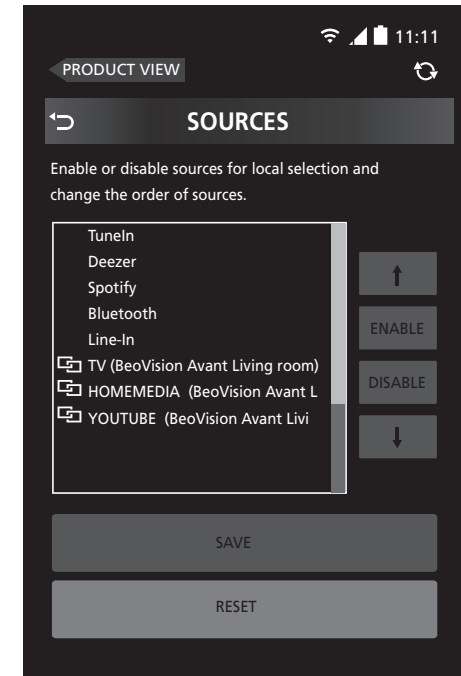 11:11
PRODUCT VIEW
SOURCES
Enable or disable sources for local selection and
change the order of sources.
TuneIn
Deezer
Spotify
Bluetooth
Line-In
TV (BeoVision Avant Living room)
HOMEMEDIA (BeoVision Avant L
YOUTUBE (BeoVision Avant Livi
ENABLE
DISABLE
SAVE
RESET